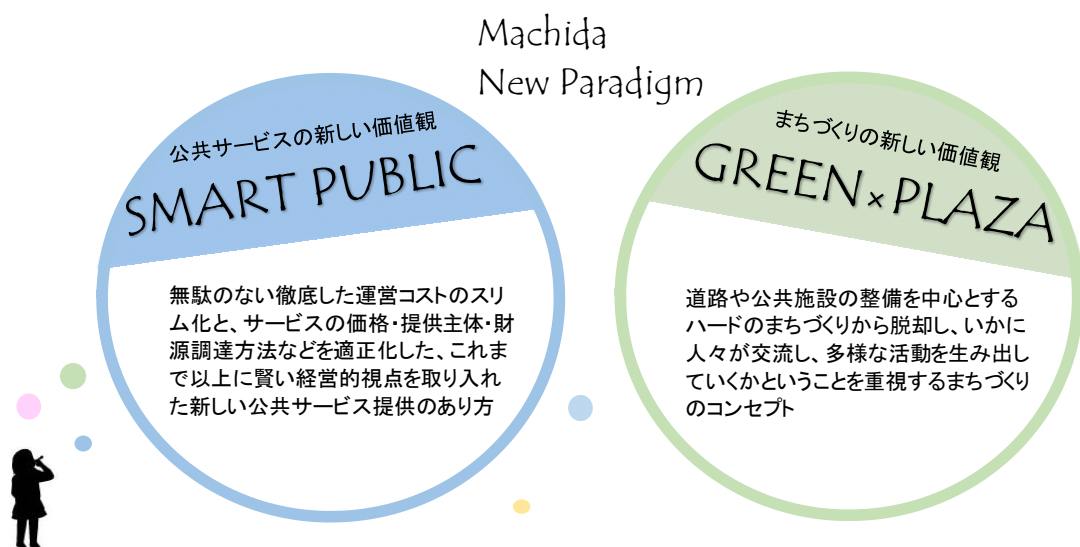 Machida
New Paradigm
公共サービスの新しい価値観
SMART PUBLIC
無駄のない徹底した運営コストのスリ
ム化と、サービスの価格・提供主体・財
源調達方法などを適正化した、これま
で以上に賢い経営的視点を取り入れ
た新しい公共サービス提供のあり方
まちづくりの新しい価値観
GREEN×PLAZA
道路や公共施設の整備を中心とする
ハードのまちづくりから脱却し、いかに
人々が交流し、多様な活動を生み出し
ていくかということを重視するまちづくり
のコンセプト